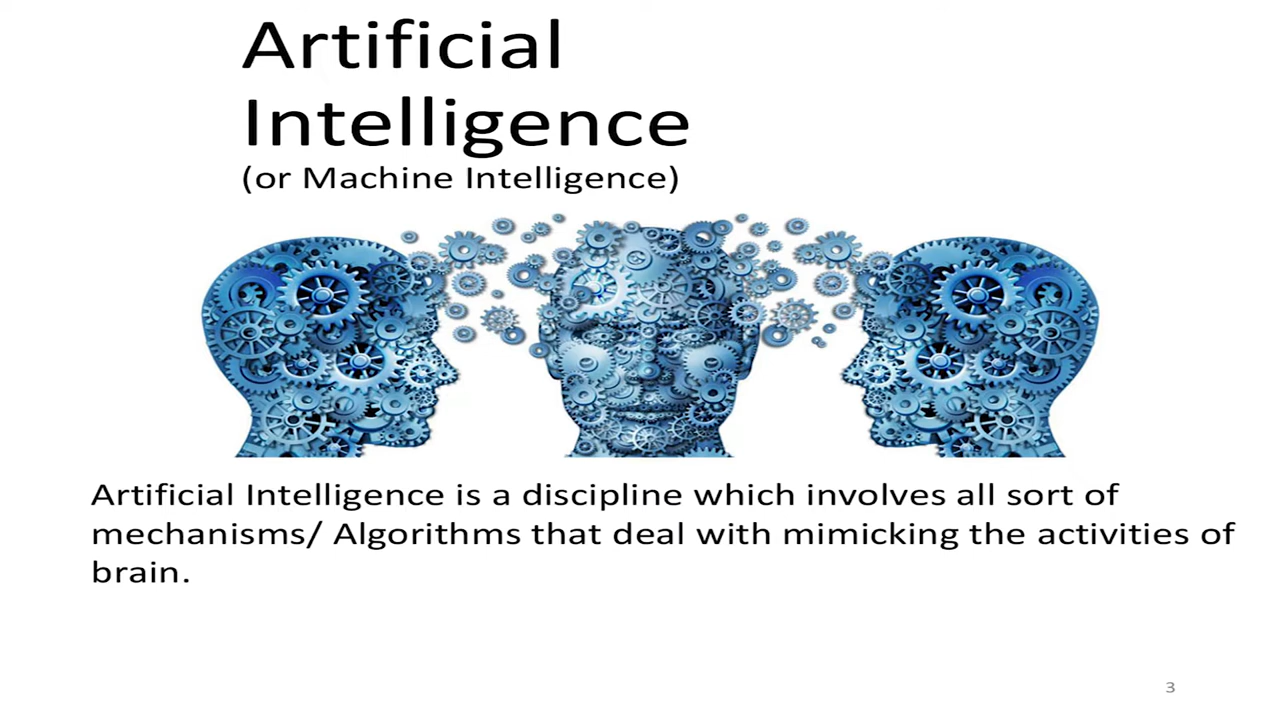 Artificial
Intelligence
(or Machine Intelligence)
Artificial Intelligence is a discipline which involves all sort of
mechanisms/ Algorithms that deal with mimicking the activities of
brain.
3